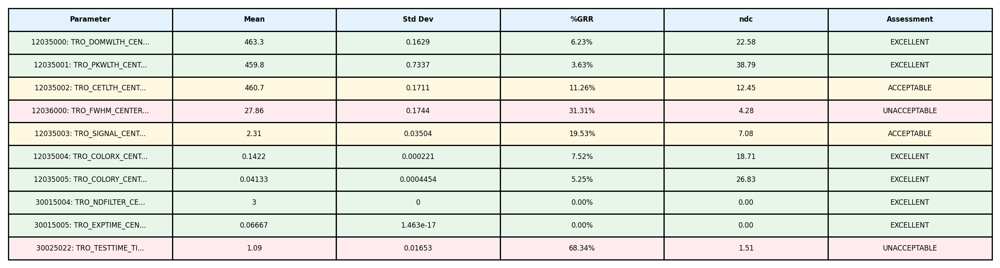 Parameter Mean Std Dev %GRR ndc Assessment
12035000: TRO_DOMWLTH_CEN... 463.3 0.1629 6.23% 22.58 EXCELLENT
12035001: TRO_PKWLTH_CENT... 459.8 0.7337 3.63% 38.79 EXCELLENT
12035002: TRO_CETLTH_CENT... 460.7 0.1711 11.26% 12.45 ACCEPTABLE
12036000: TRO_FWHM_CENTER... 27.86 0.1744 31.31% 4.28 UNACCEPTABLE
12035003: TRO_SIGNAL_CENT... 2.31 0.03504 19.53% 7.08 ACCEPTABLE
12035004: TRO_COLORX_CENT... 0.1422 0.000221 7.52% 18.71 EXCELLENT
12035005: TRO_COLORY_CENT... 0.04133 0.0004454 5.25% 26.83 EXCELLENT
30015004: TRO_NDFILTER_CE... 3 0 0.00% 0.00 EXCELLENT
30015005: TRO_EXPTIME_CEN... 0.06667 1.463e-17 0.00% 0.00 EXCELLENT
30025022: TRO_TESTTIME_TI... 1.09 0.01653 68.34% 1.51 UNACCEPTABLE